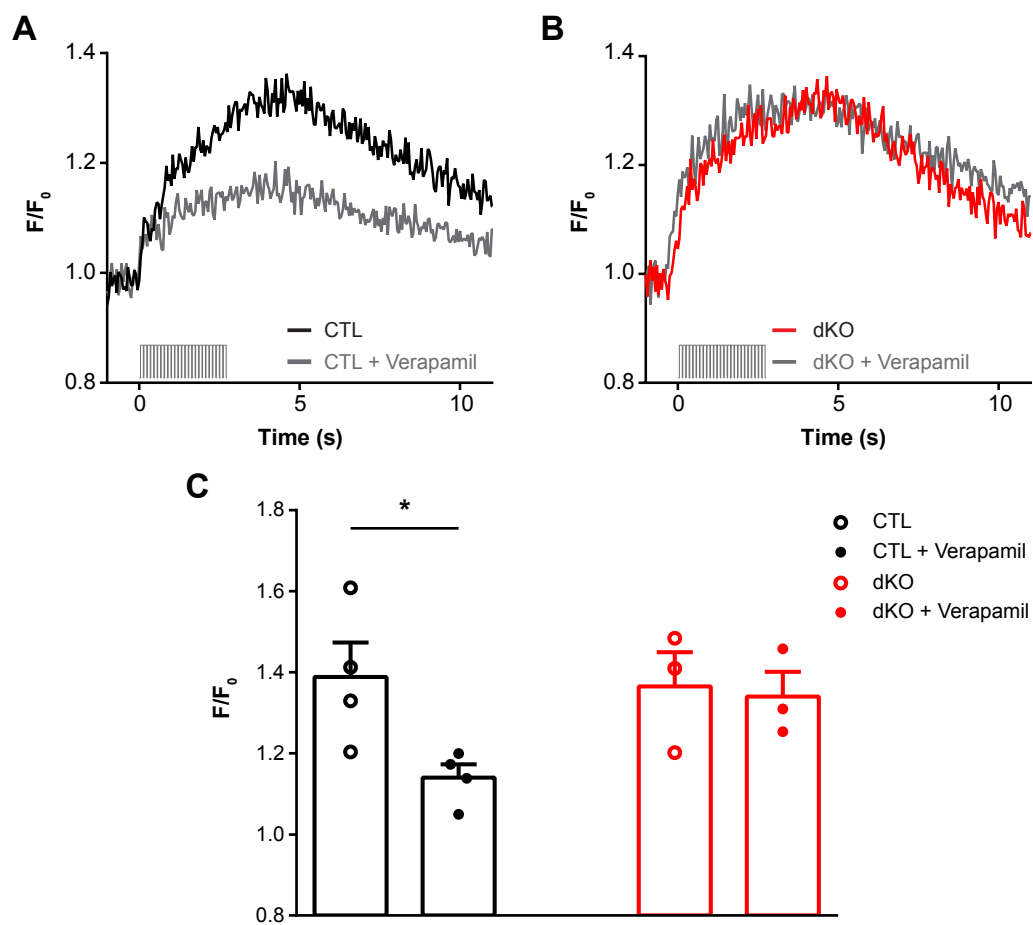 A
1.4
1.2
1.0
0.8
F/F0
CTL
CTL + Verapamil
0
5
10
Time (s)
B
1.4
1.2
1.0
0.8
F/F0
dKO
dKO + Verapamil
0
5
10
Time (s)
C
1.8
1.6
1.4
1.2
1.0
0.8
F/F0
*
CTL
CTL + Verapamil
dKO
dKO + Verapamil